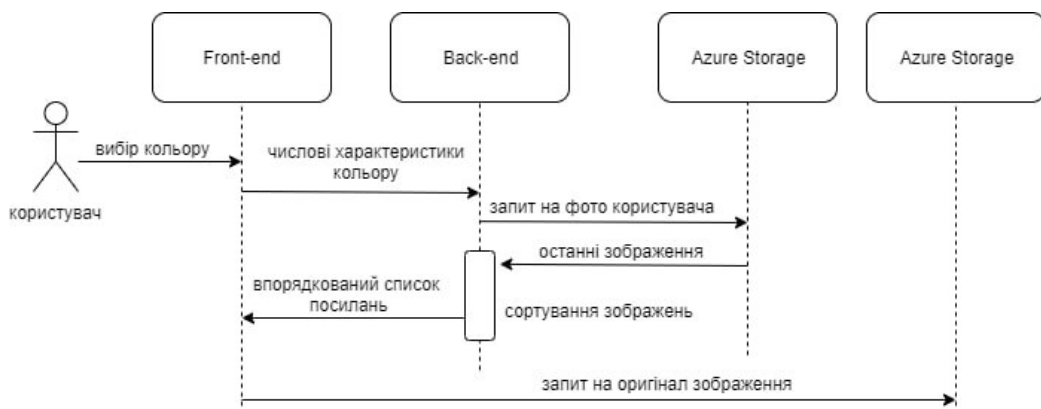 Front-end
Back-end
Azure Storage
Azure Storage
вибір кольору
числові характеристики
кольору
користувач
запит на фото користувача
останні зображення
впорядкований список
посилань
сортування зображень
запит на оригінал зображення